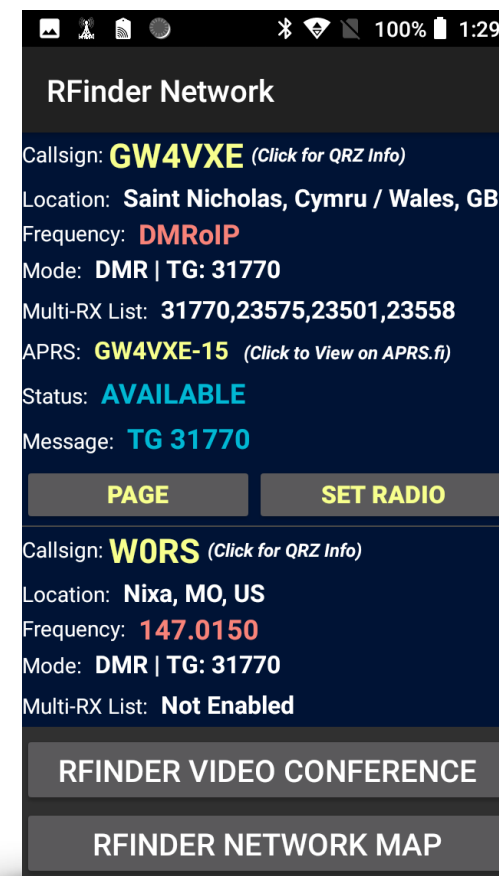 100% 1:29
RFinder Network
Callsign: GW4VXE (Click for QRZ Info)
Location: Saint Nicholas, Cymru / Wales, GB
Frequency: DMRoIP
Mode: DMR | TG: 31770
Multi-RX List: 31770,23575,23501,23558
APRS: GW4VXE-15 (Click to View on APRS.fi)
Status: AVAILABLE
Message: TG 31770
PAGE SET RADIO
Callsign: W0RS (Click for QRZ Info)
Location: Nixa, MO, US
Frequency: 147.0150
Mode: DMR | TG: 31770
Multi-RX List: Not Enabled
RFINDER VIDEO CONFERENCE
RFINDER NETWORK MAP